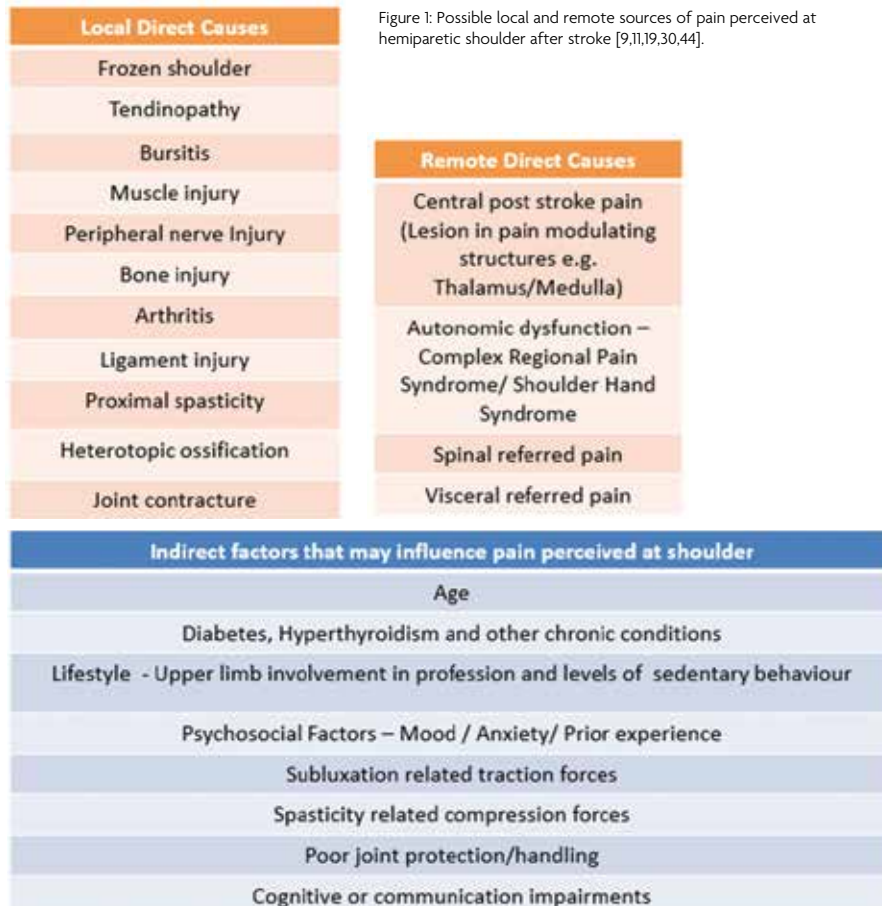 Local Direct Causes
Frozen shoulder
Tendinopathy
Bursitis
Muscle injury
Peripheral nerve Injury
Bone injury
Arthritis
Ligament injury
Proximal spasticity
Heterotopic ossification
Joint contracture
Figure 1: Possible local and remote sources of pain perceived at
hemiparetic shoulder after stroke [9,11,19,30,44].
Remote Direct Causes
Central post stroke pain
(Lesion in pain modulating
structures e.g.
Thalamus/Medulla)
Autonomic dysfunction –
Complex Regional Pain
Syndrome/ Shoulder Hand
Syndrome
Spinal referred pain
Visceral referred pain
Indirect factors that may influence pain perceived at shoulder
Age
Diabetes, Hyperthyroidism and other chronic conditions
Lifestyle - Upper limb involvement in profession and levels of sedentary behaviour
Psychosocial Factors – Mood / Anxiety/ Prior experience
Subluxation related traction forces
Spasticity related compression forces
Poor joint protection/handling
Cognitive or communication impairments